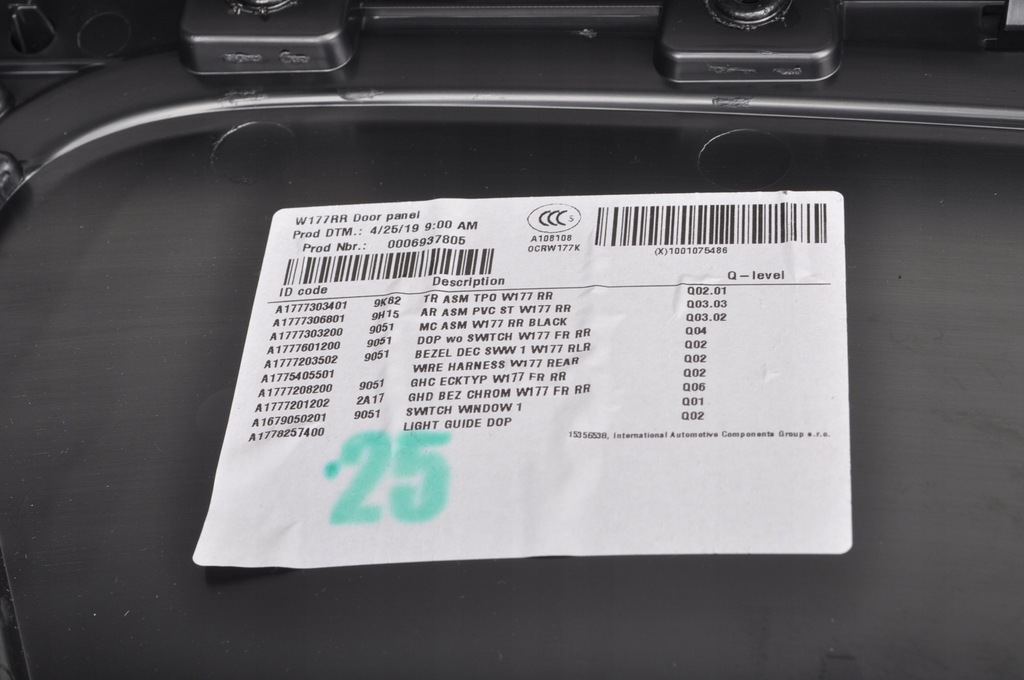 W177RR Door panel
Prod DTM.: 4/25/19 9:00 AM
Prod Nbr.: 0006937805
CCC S
A108108
0CRW177K
(X)1001075486
ID code Description Q-level
A1777303401 9K62 TR ASM TPO W177 RR Q02.01
A1777306801 9H15 AR ASM PVC ST W177 RR Q03.03
A1777303200 9051 MC ASM W177 RR BLACK Q03.02
A1777601200 9051 DOP wo SWITCH W177 FR RR Q04
A1777203502 9051 BEZEL DEC SWW 1 W177 RLR Q02
A1775405501 WIRE HARNESS W177 REAR Q02
A1777208200 9051 GHC ECKTYP W177 FR RR Q02
A1777201202 2A17 GHD BEZ CHROM W177 FR RR Q06
A1679050201 9051 SWITCH WINDOW 1 Q01
A1778257400 LIGHT GUIDE DOP Q02
15356538, International Automotive Components Group s.r.o.
25